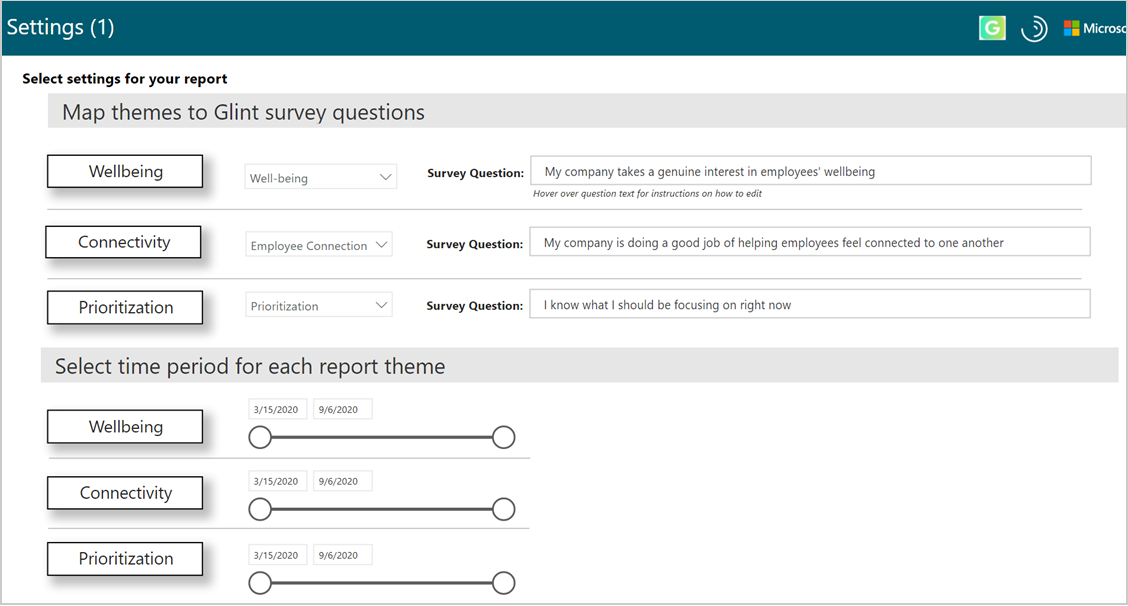 Settings (1)
G
Microsc
Select settings for your report
Map themes to Glint survey questions
Wellbeing
Well-being
Survey Question:
My company takes a genuine interest in employees' wellbeing
Hover over question text for instructions on how to edit
Connectivity
Employee Connection
Survey Question:
My company is doing a good job of helping employees feel connected to one another
Prioritization
Prioritization
Survey Question:
I know what I should be focusing on right now
Select time period for each report theme
Wellbeing
3/15/2020
9/6/2020
Connectivity
3/15/2020
9/6/2020
Prioritization
3/15/2020
9/6/2020